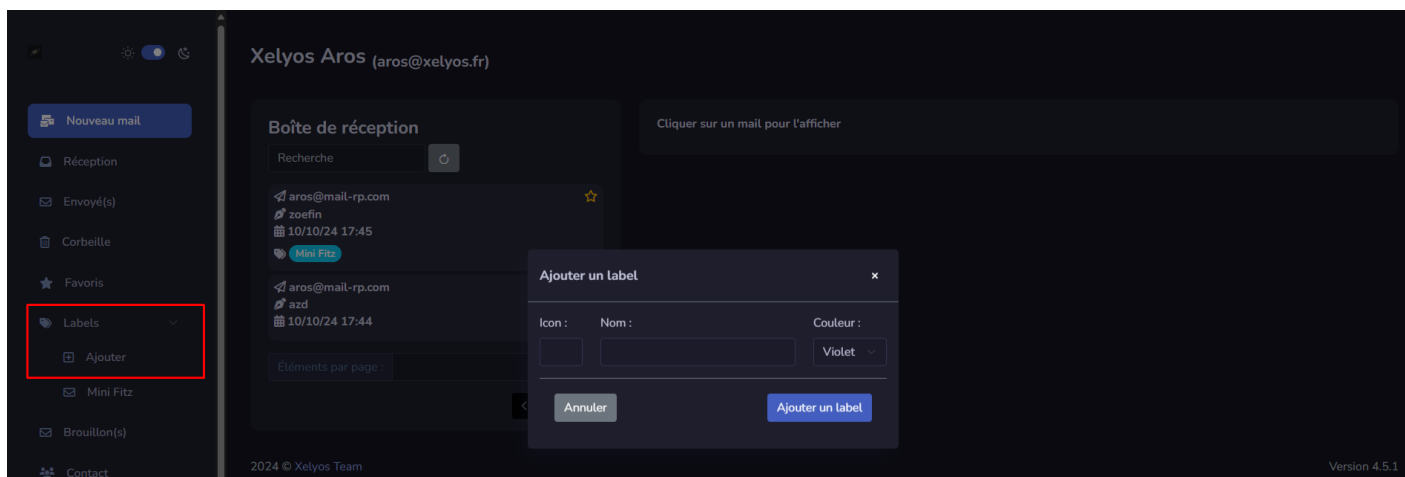 Xelyos Aros (aros@xelyos.fr)
Nouveau mail
Réception
Envoyé(s)
Corbeille
Favoris
Labels
Ajouter
Mini Fitz
Brouillon(s)
Contact
Boîte de réception
Recherche
aros@mail-rp.com
zoefin
10/10/24 17:45
Mini Fitz
aros@mail-rp.com
azd
10/10/24 17:44
Éléments par page :
Cliquer sur un mail pour l'afficher
Ajouter un label
×
Icon : Nom : Couleur :
Violet
Annuler Ajouter un label
2024 © Xelyos Team
Version 4.5.1